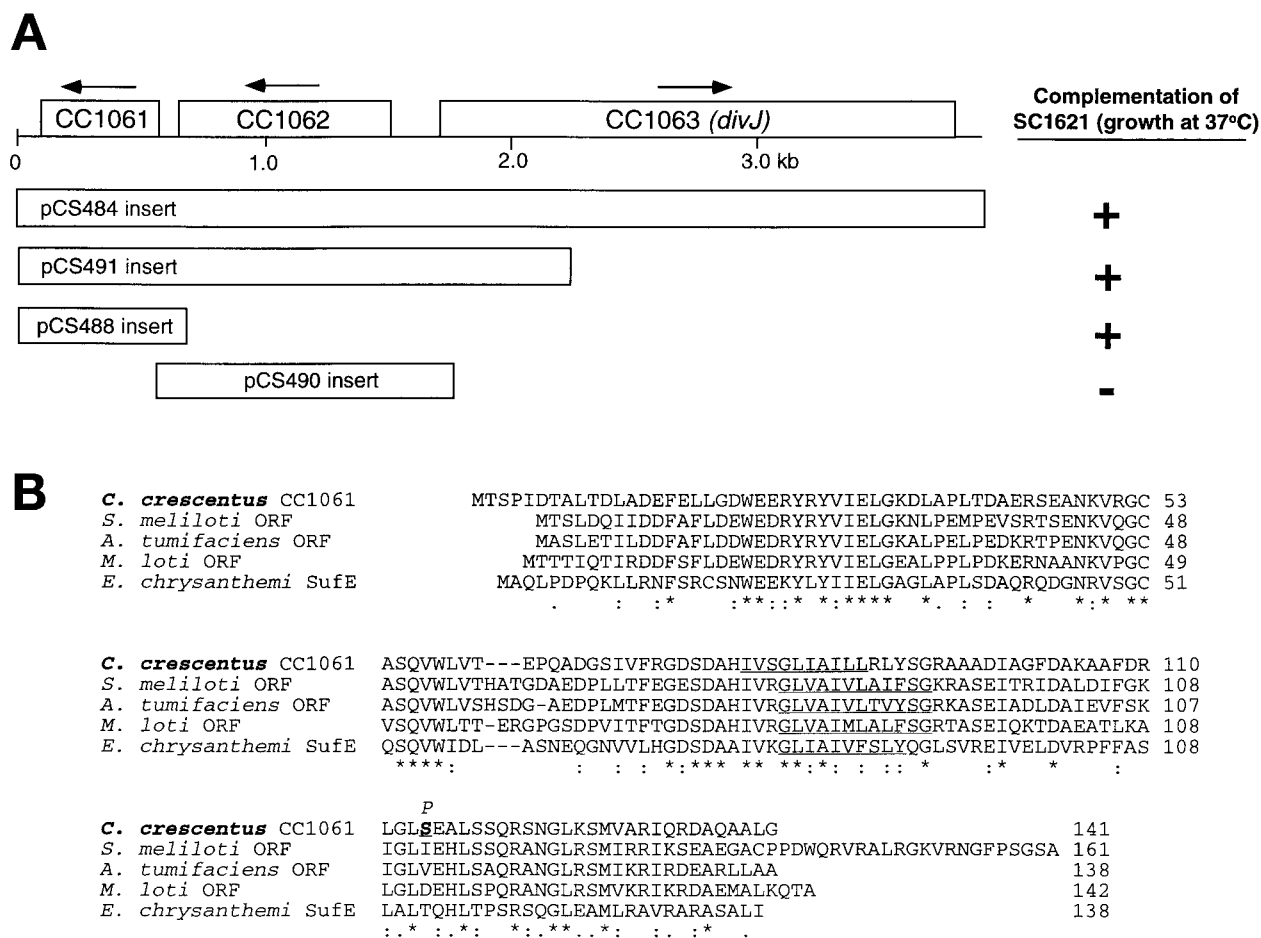 A
CC1061 CC1062 CC1063 (divJ)
Complementation of
SC1621 (growth at 37ºC)
0 1.0 2.0 3.0 kb
pCS484 insert +
pCS491 insert +
pCS488 insert +
pCS490 insert -
B
C. crescentus CC1061 MTSPIDTALTDLADEFELLGDWEERYRYVIELGKDLAPLTDAERSEANKVRGC 53
S. meliloti ORF MTSLDQIIDDFAFLDEWEDRYRYVIELGKNLPEMPEVSRTSENKVQGC 48
A. tumifaciens ORF MASLETILDDFAFLDDWEDRYRYVIELGKALPELPEDKRTPENKVPGC 48
M. loti ORF MTTTIQTIRDDFSFLDEWEDRYRYVIELGEALPPLPDKERNAANKVPGC 49
E. chrysanthemi SufE MAQLPDPQKLLRNFSRCSNWEEKYLYIIELGAGLAPLSDAQRQDGNRVSGC 51
. : :* :**::* *:**** *. : : * *:* **
C. crescentus CC1061 ASQVWLVT---EPQADGSIVFRGDSDAHIVSGLIAILLRLYSGRAAADIAGFDAKAAFDR 110
S. meliloti ORF ASQVWLVTHATGDAEDPLLTFEGESDAHIVRGLVAIVLAIFSGKRASEITRIDALDIFGK 108
A. tumifaciens ORF ASQVWLVSHSDG-AEDPLMTFEGDSDAHIVRGLVAIVLTVYSGRKASEIADLDAIEVFSK 107
M. loti ORF VSQVWLTT-ERGPGSDPVITFTGDSDAHIVRGLVAIMLALFSGRTASEIQKTDAEATLKA 108
E. chrysanthemi SufE QSQVWIDL--ASNEQGNVVLHGDSDAAIVKGLIAIVFSLYQGLSVREIVELDVRPFFAS 108
****: : : *:*** ** **:* : :: * :* * :
P
C. crescentus CC1061 LGLSEALSSQRSNGLKSMVARIQRDAQAALG 141
S. meliloti ORF IGLIEHLSSQRANGLRSMIRRIKSEAEGACPPDWQRVRALRGKVRNGFPSGSA 161
A. tumifaciens ORF IGLVEHLSAQRANGLRSMIKRIRDEARLLAA 138
M. loti ORF LGLDEHLSPQRANGLRSMVKRIKRDAEMALKQTA 142
E. chrysanthemi SufE LALTQHLTPSRSQGLEAMLRAVRARASALI 138
:.* :*: *:.** ..*: :. :* .